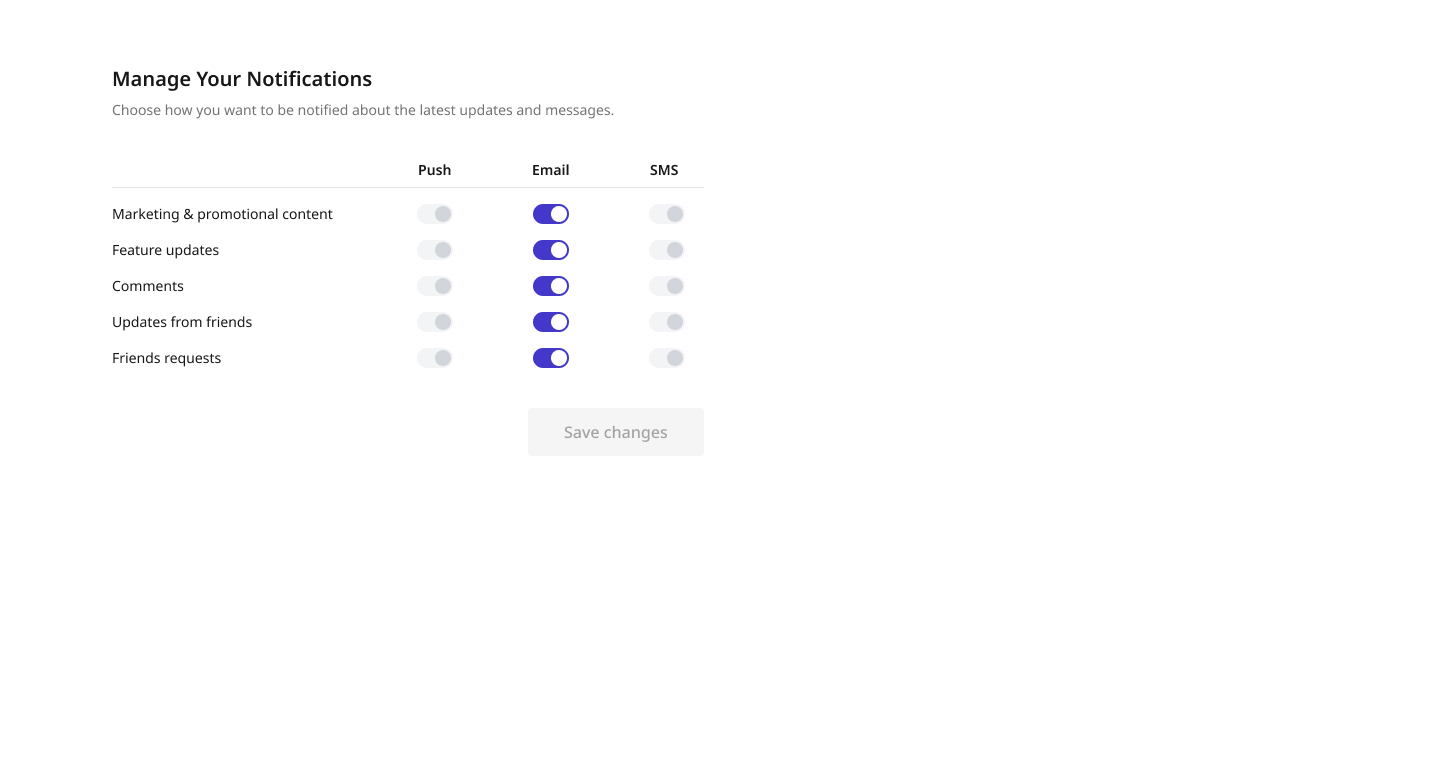 Manage Your Notifications
Choose how you want to be notified about the latest updates and messages.
Push Email SMS
Marketing & promotional content
Feature updates
Comments
Updates from friends
Friends requests
Save changes